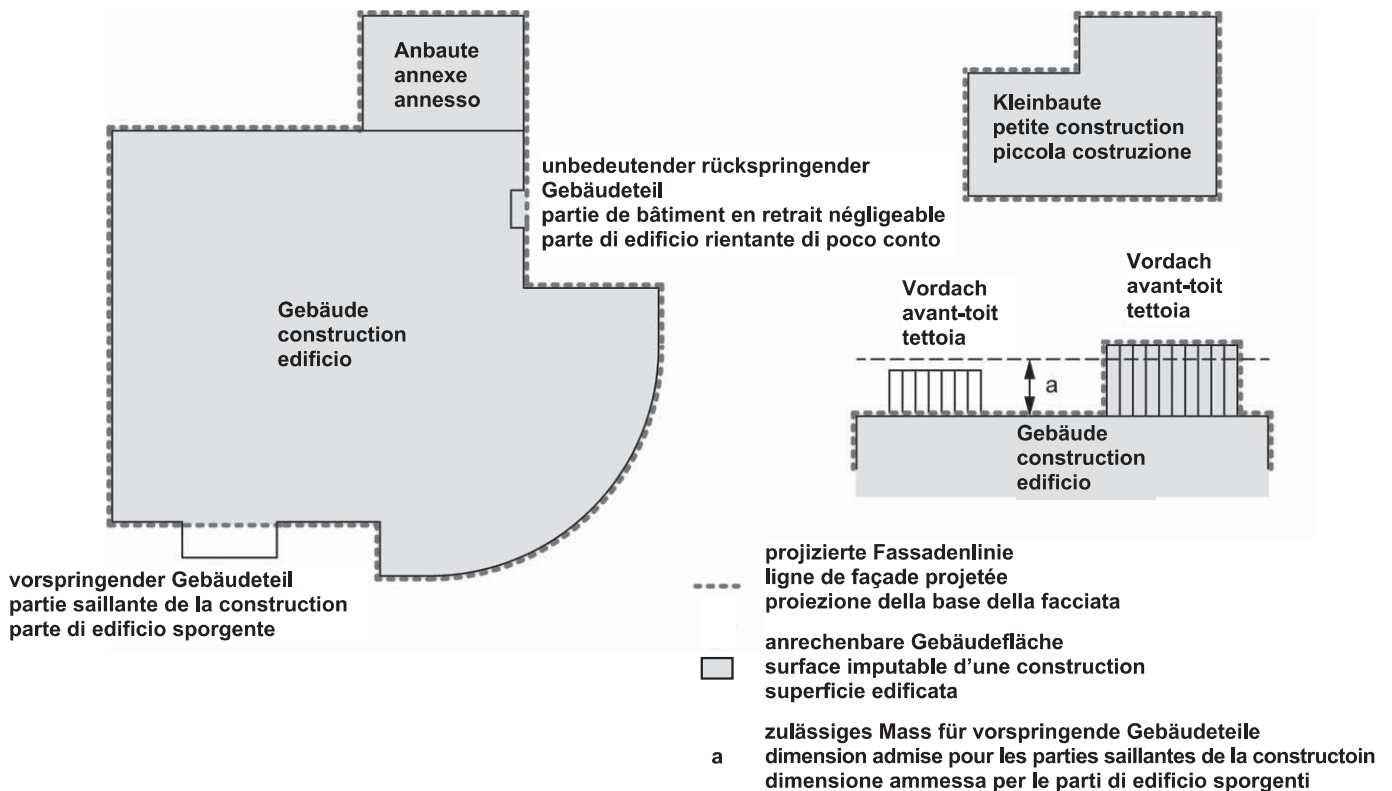 Anbaute
annexe
annesso
Kleinbaute
petite construction
piccola costruzione
unbedeutender rückspringender
Gebäudeteil
partie de bâtiment en retrait négligeable
parte di edificio rientante di poco conto
Gebäude
construction
edificio
Vordach
avant-toit
tettoia
Vordach
avant-toit
tettoia
a
Gebäude
construction
edificio
vorspringender Gebäudeteil
partie saillante de la construction
parte di edificio sporgente
projizierte Fassadenlinie
ligne de façade projetée
proiezione della base della facciata
anrechenbare Gebäudefläche
surface imputable d'une construction
superficie edificata
zulässiges Mass für vorspringende Gebäudeteile
a dimension admise pour les parties saillantes de la constructoin
dimensione ammessa per le parti di edificio sporgenti